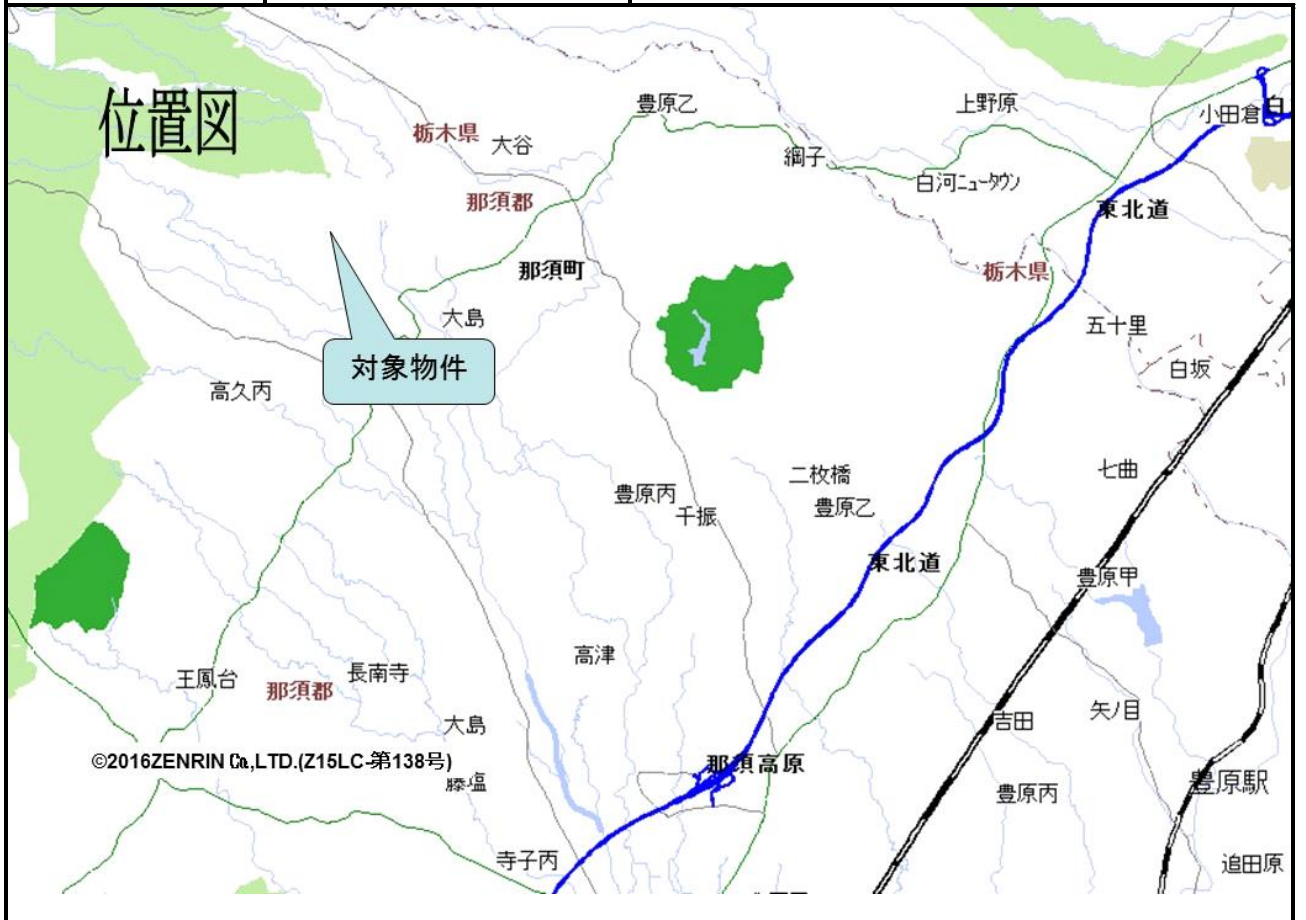 位置図
豊原乙
上野原
小田倉
白
栃木県
大谷
綱子
白河ニュータウン
那須郡
東北道
那須町
栃木県
大島
五十里
対象物件
白坂
高久丙
七曲
二枚橋
豊原丙
千振
豊原乙
東北道
豊原甲
高津
王鳳台
長南寺
那須郡
矢ノ目
吉田
大島
©2016ZENRIN Co.,LTD.(Z15LC-第138号)
那須高原
藤塩
豊原駅
豊原丙
寺子丙
追田原